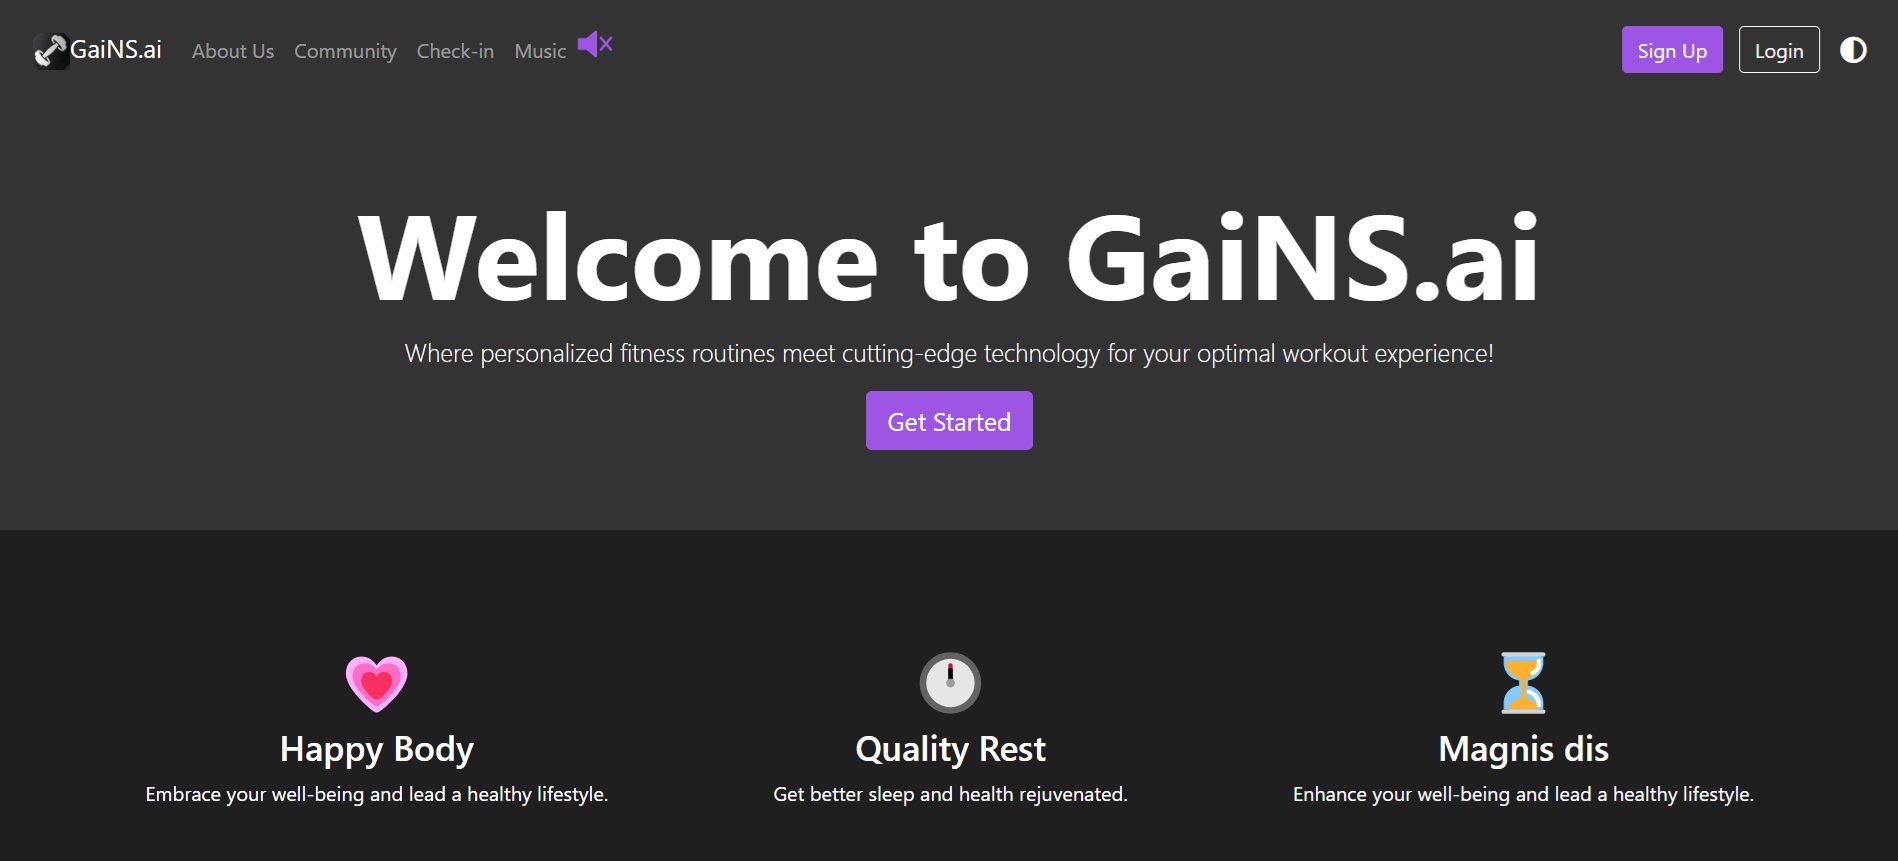 GaiNS.ai About Us Community Check-in Music Sign Up Login
Welcome to GaiNS.ai
Where personalized fitness routines meet cutting-edge technology for your optimal workout experience!
Get Started
Happy Body
Embrace your well-being and lead a healthy lifestyle.
Quality Rest
Get better sleep and health rejuvenated.
Magnis dis
Enhance your well-being and lead a healthy lifestyle.